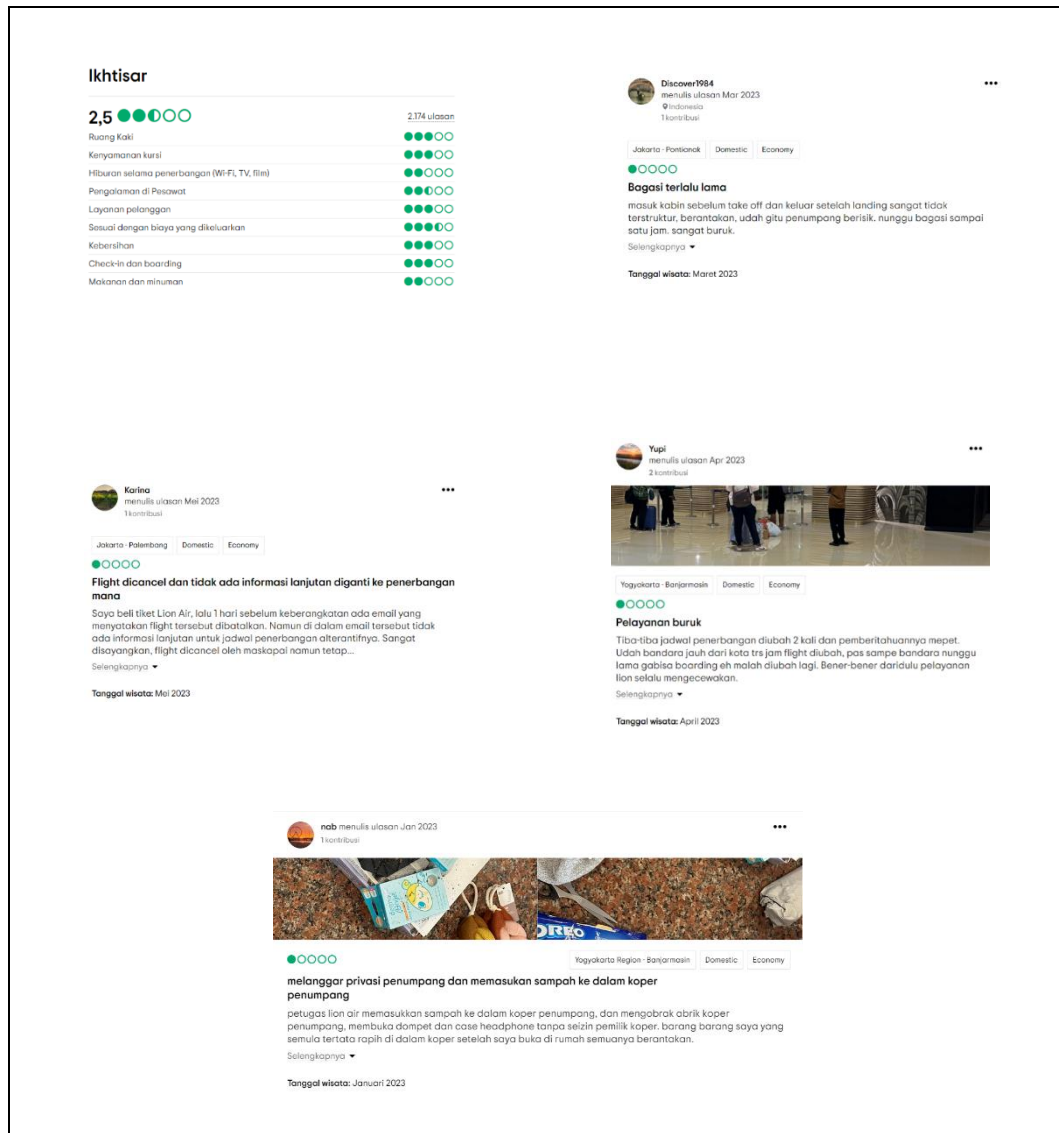 Ikhtisar
2,5
2.174 ulasan
Ruang Kaki
Kenyamanan kursi
Hiburan selama penerbangan (Wi-Fi, TV, film)
Pengalaman di Pesawat
Layanan pelanggan
Sesuai dengan biaya yang dikeluarkan
Kebersihan
Check-in dan boarding
Makanan dan minuman
Discover1984
menulis ulasan Mar 2023
Indonesia
1 kontribusi
Jakarta - Pontianak Domestic Economy
Bagasi terlalu lama
masuk kabin sebelum take off dan keluar setelah landing sangat tidak
terstruktur, berantakan, udah gitu penumpang berisik. nunggu bagasi sampai
satu jam. sangat buruk.
Selengkapnya
Tanggal wisata: Maret 2023
Karina
menulis ulasan Mei 2023
1 kontribusi
Jakarta - Palembang Domestic Economy
Flight dicancel dan tidak ada informasi lanjutan diganti ke penerbangan
mana
Saya beli tiket Lion Air, lalu 1 hari sebelum keberangkatan ada email yang
menyatakan flight tersebut dibatalkan. Namun di dalam email tersebut tidak
ada informasi lanjutan untuk jadwal penerbangan alterantifnya. Sangat
disayangkan, flight dicancel oleh maskapai namun tetap...
Selengkapnya
Tanggal wisata: Mei 2023
Yupi
menulis ulasan Apr 2023
2 kontribusi
Yogyakarta - Banjarmasin Domestic Economy
Pelayanan buruk
Tiba-tiba jadwal penerbangan diubah 2 kali dan pemberitahuannya mepet.
Udah bandara jauh dari kota trs jam flight diubah, pas sampe bandara nunggu
lama gabisa boarding eh malah diubah lagi. Bener-bener daridulu pelayanan
lion selalu mengecewakan.
Selengkapnya
Tanggal wisata: April 2023
nab menulis ulasan Jan 2023
1 kontribusi
OREO
Yogyakarta Region - Banjarmasin Domestic Economy
melanggar privasi penumpang dan memasukan sampah ke dalam koper
penumpang
petugas lion air memasukkan sampah ke dalam koper penumpang, dan mengobrak abrik koper
penumpang, membuka dompet dan case headphone tanpa seizin pemilik koper. barang barang saya yang
semula tertata rapih di dalam koper setelah saya buka di rumah semuanya berantakan.
Selengkapnya
Tanggal wisata: Januari 2023